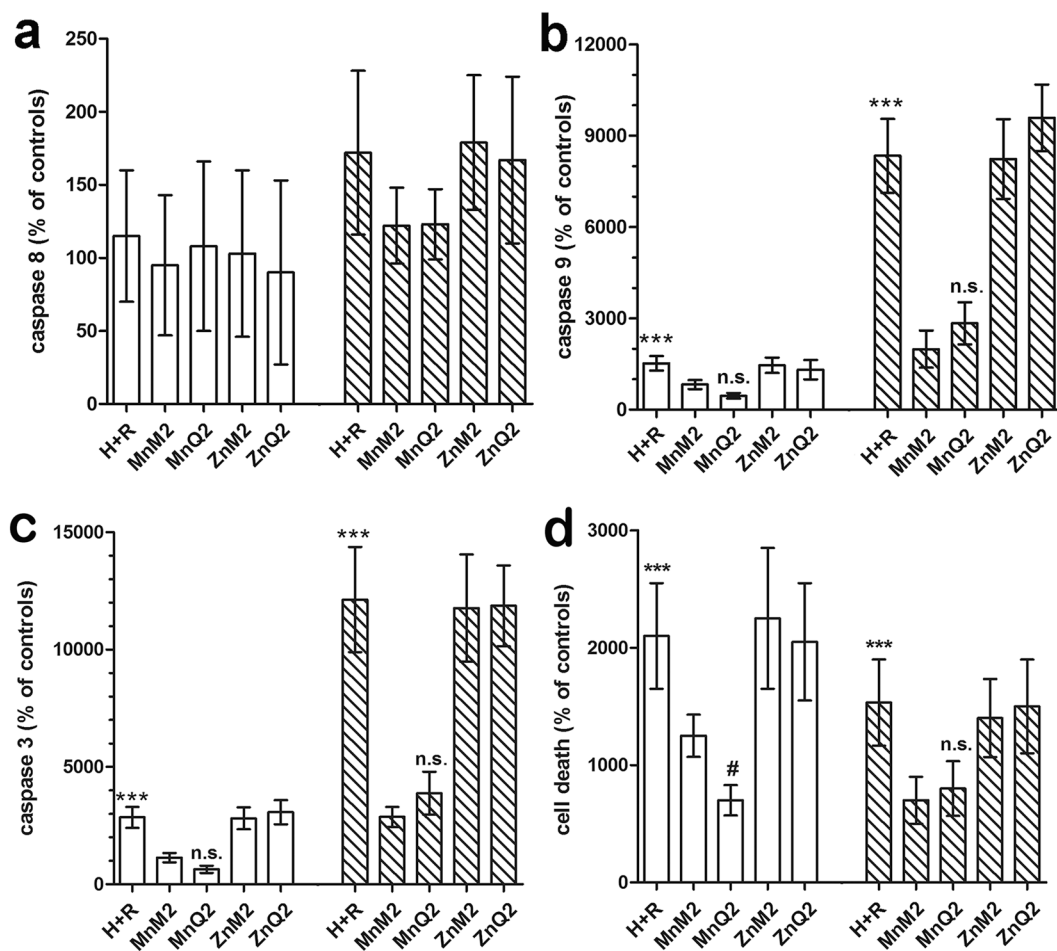 a
caspase 8 (% of controls)
250
200
150
100
50
0
H+R MnM2 MnQ2 ZnM2 ZnQ2 H+R MnM2 MnQ2 ZnM2 ZnQ2
b
caspase 9 (% of controls)
12000
9000
6000
3000
0
***
n.s.
***
n.s.
H+R MnM2 MnQ2 ZnM2 ZnQ2 H+R MnM2 MnQ2 ZnM2 ZnQ2
c
caspase 3 (% of controls)
15000
10000
5000
0
***
n.s.
***
n.s.
H+R MnM2 MnQ2 ZnM2 ZnQ2 H+R MnM2 MnQ2 ZnM2 ZnQ2
d
cell death (% of controls)
3000
2000
1000
0
***
#
***
n.s.
H+R MnM2 MnQ2 ZnM2 ZnQ2 H+R MnM2 MnQ2 ZnM2 ZnQ2